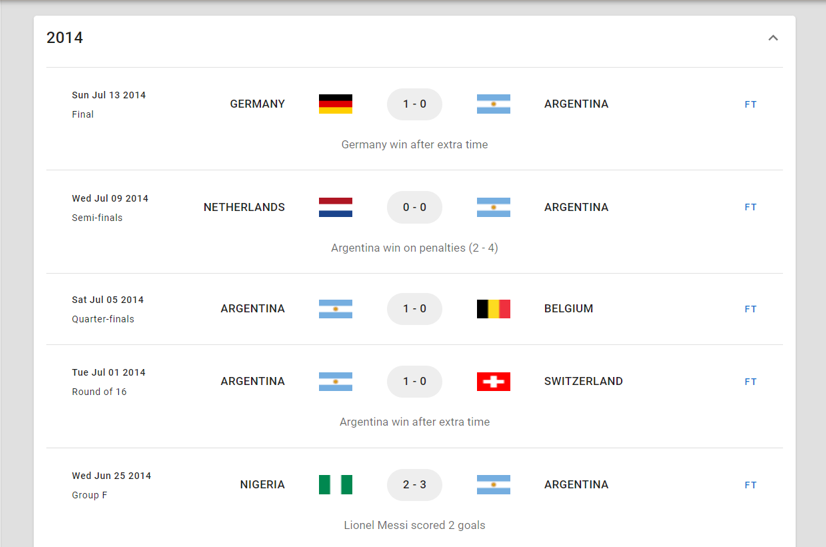 2014
Sun Jul 13 2014
Final
GERMANY 1 - 0 ARGENTINA FT
Germany win after extra time
Wed Jul 09 2014
Semi-finals
NETHERLANDS 0 - 0 ARGENTINA FT
Argentina win on penalties (2 - 4)
Sat Jul 05 2014
Quarter-finals
ARGENTINA 1 - 0 BELGIUM FT
Tue Jul 01 2014
Round of 16
ARGENTINA 1 - 0 SWITZERLAND FT
Argentina win after extra time
Wed Jun 25 2014
Group F
NIGERIA 2 - 3 ARGENTINA FT
Lionel Messi scored 2 goals